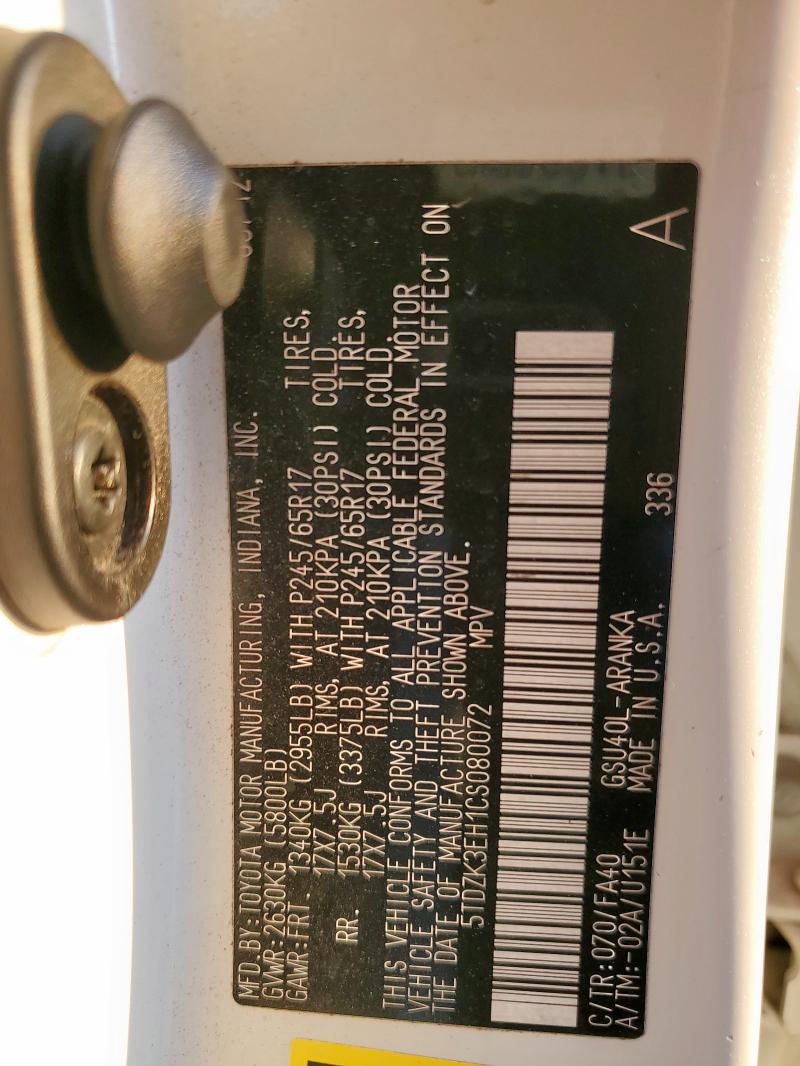 MFD.BY:TOYOTA MOTOR MANUFACTURING, INDIANA, INC.
GVWR:2630KG (5800LB)
GAWR:FRT 1340KG (2955LB) WITH P245/65R17 TIRES,
17X7.5J RIMS, AT 210KPA (30PSI) COLD.
RR. 1530KG (3375LB) WITH P245/65R17 TIRES,
17X7.5J RIMS, AT 210KPA (30PSI) COLD.
THIS VEHICLE CONFORMS TO ALL APPLICABLE FEDERAL MOTOR
VEHICLE SAFETY AND THEFT PREVENTION STANDARDS IN EFFECT ON
THE DATE OF MANUFACTURE SHOWN ABOVE.
5TDZK3EH1CS080072 MPV
C/TR:070/FA40 GSU40L-ARANKA
A/TM:-02A/U151E MADE IN U.S.A. 336 A